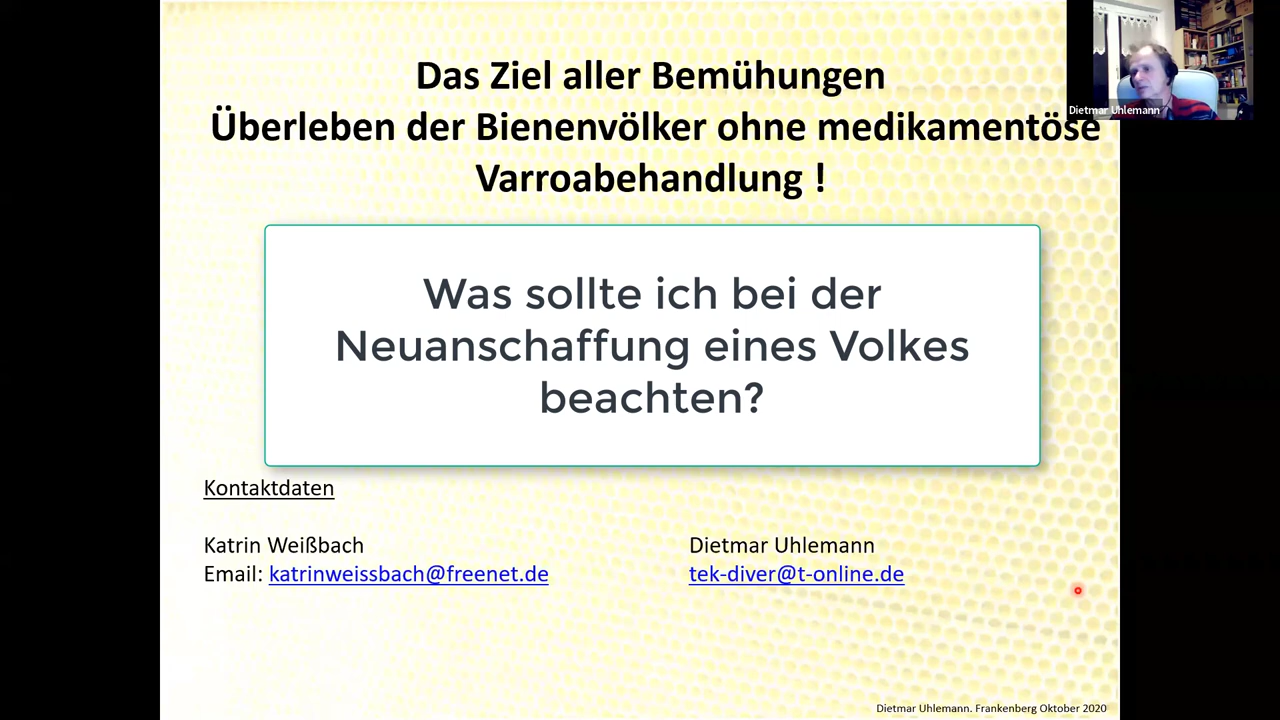 Das Ziel aller Bemühungen
Überleben der Bienenvölker ohne medikamentöse
Varroabehandlung !
Dietmar Uhlemann
Was sollte ich bei der
Neuanschaffung eines Volkes
beachten?
Kontaktdaten
Katrin Weißbach
Email: katrinweissbach@freenet.de
Dietmar Uhlemann
tek-diver@t-online.de
Dietmar Uhlemann. Frankenberg Oktober 2020